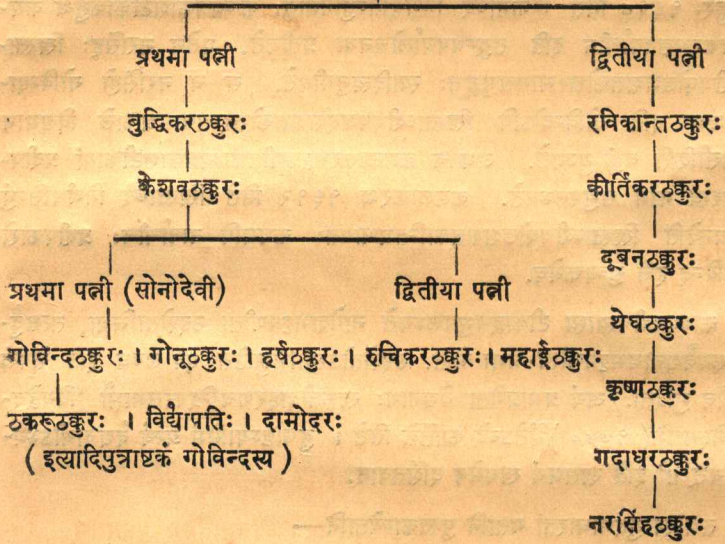 प्रथमा पत्नी द्वितीया पत्नी
बुद्धिकरठक्कुरः रविकान्तठक्कुरः
केशवठक्कुरः कीर्तिकरठक्कुरः
दूबनठक्कुरः
प्रथमा पत्नी (सोनोदेवी) द्वितीया पत्नी
येघठक्कुरः
गोविन्दठक्कुरः । गोनूठक्कुरः । हर्षठक्कुरः । रुचिकरठक्कुरः । महाईठक्कुरः
कृष्णठक्कुरः
ठकरूठक्कुरः । विद्यापतिः । दामोदरः
(इत्यादिपुत्राष्टकं गोविन्दस्य) गदाधरठक्कुरः
नरसिंहठक्कुरः